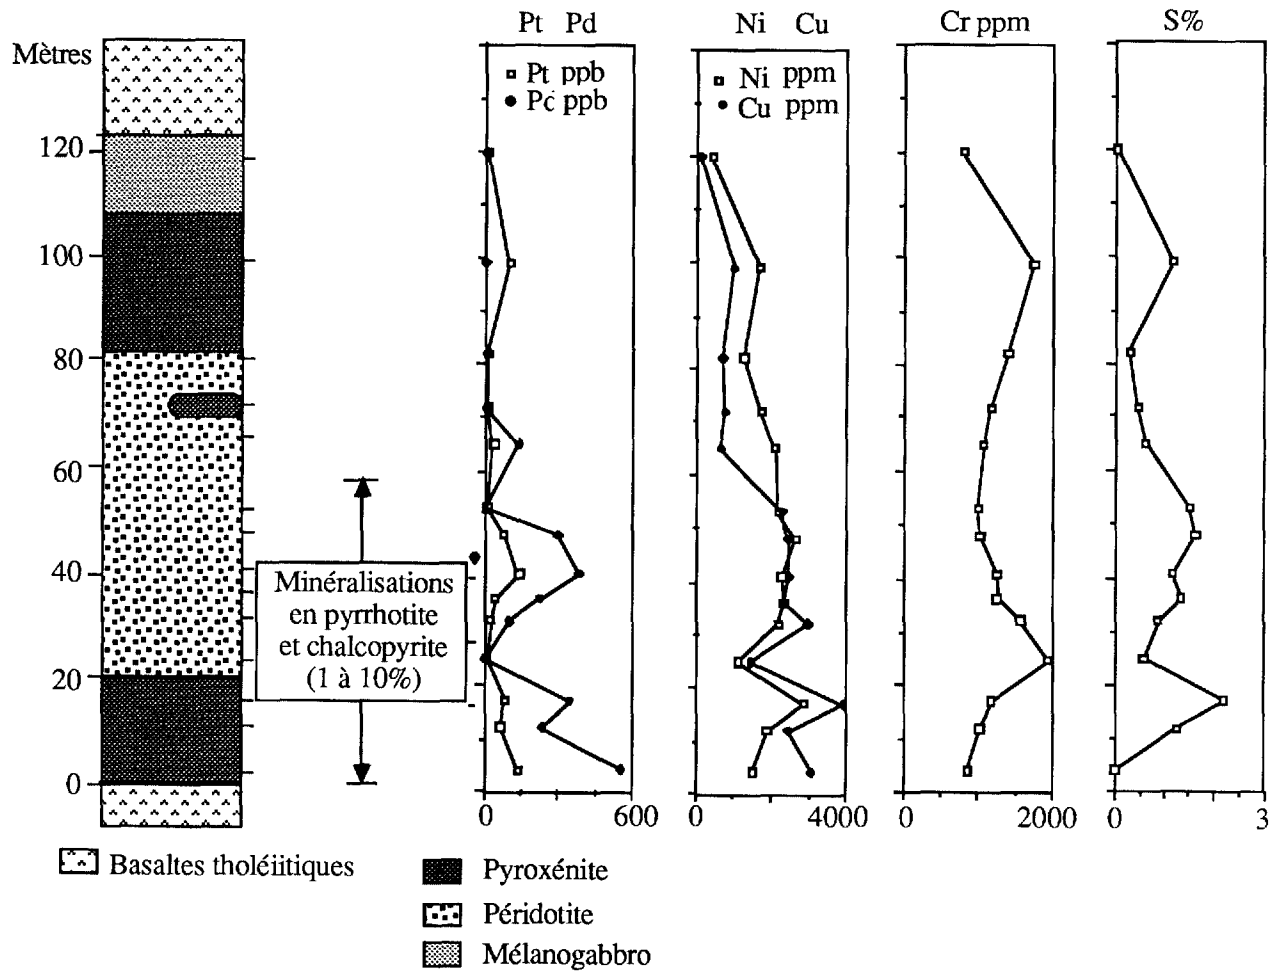 Pt Pd
Ni Cu
Cr ppm
S%
Mètres
Pt ppb
Pd ppb
Ni ppm
Cu ppm
120
100
80
60
40
20
0
Minéralisations
en pyrrhotite
et chalcopyrite
(1 à 10%)
0 600
0 4000
0 2000
0 3
Basaltes tholéiitiques
Pyroxénite
Péridotite
Mélanogabbro